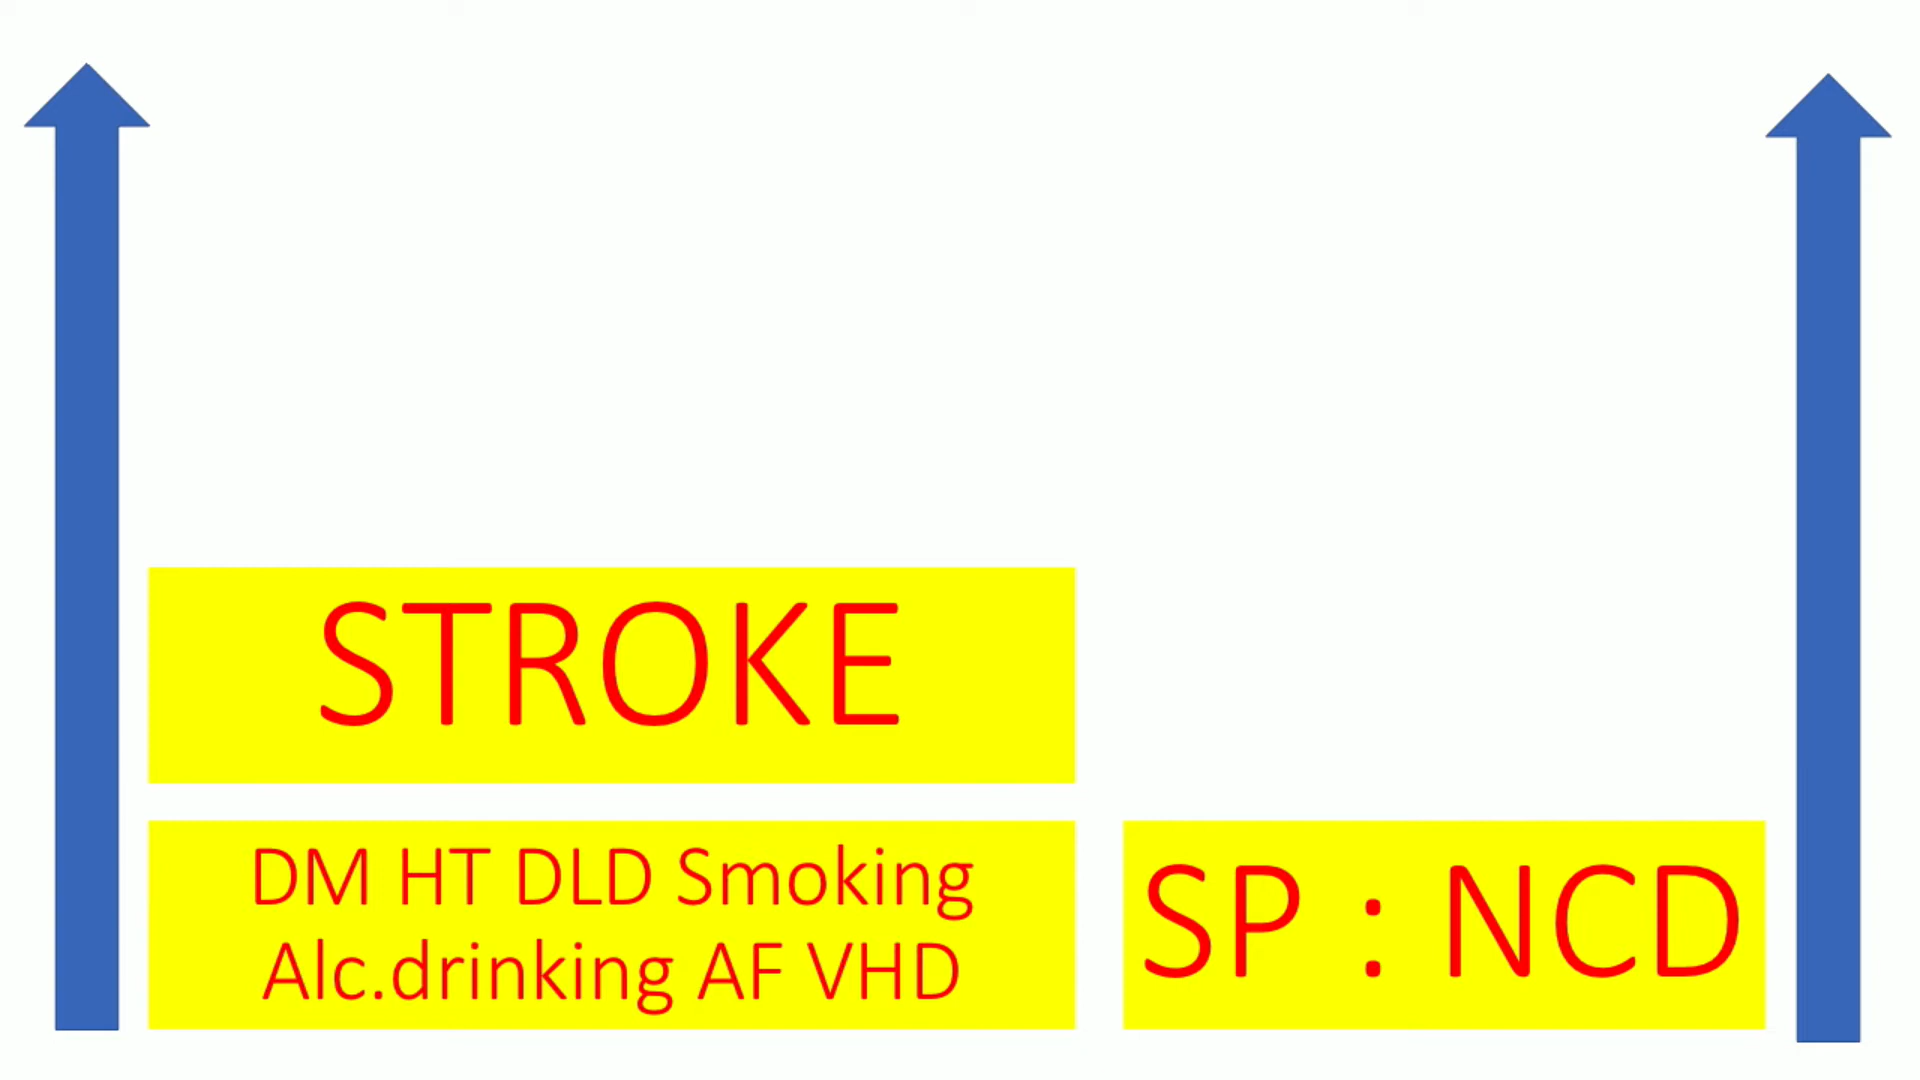 STROKE
DM HT DLD Smoking
Alc.drinking AF VHD
SP : NCD